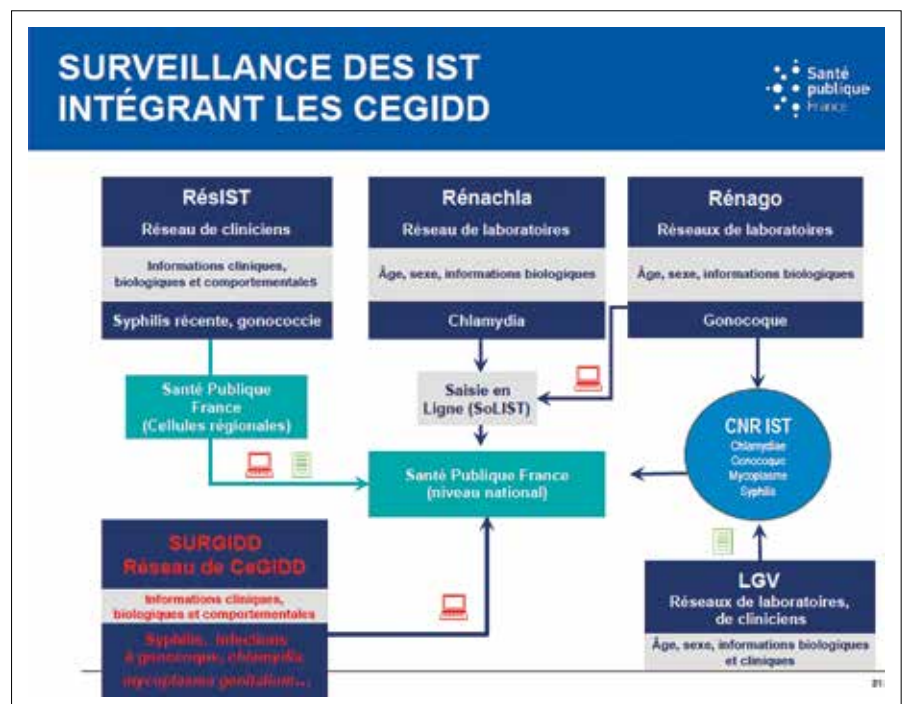 SURVEILLANCE DES IST
INTÉGRANT LES CEGIDD
Santé
publique
France
RésIST
Réseau de cliniciens
Informations cliniques,
biologiques et comportementales
Syphilis récente, gonococcie
Rénachla
Réseau de laboratoires
Âge, sexe, informations biologiques
Chlamydia
Rénago
Réseaux de laboratoires
Âge, sexe, informations biologiques
Gonocoque
Santé Publique
France
(Cellules régionales)
Saisie en
Ligne (SoLIST)
CNR IST
Chlamydiae
Gonocoque
Mycoplasme
Syphilis
Santé Publique France
(niveau national)
SURGIDD
Réseau de CeGIDD
Informations cliniques,
biologiques et comportementales
Syphilis, infections
à gonocoque, chlamydia
mycoplasma genitalium...
LGV
Réseaux de laboratoires,
de cliniciens
Âge, sexe, informations biologiques
et cliniques